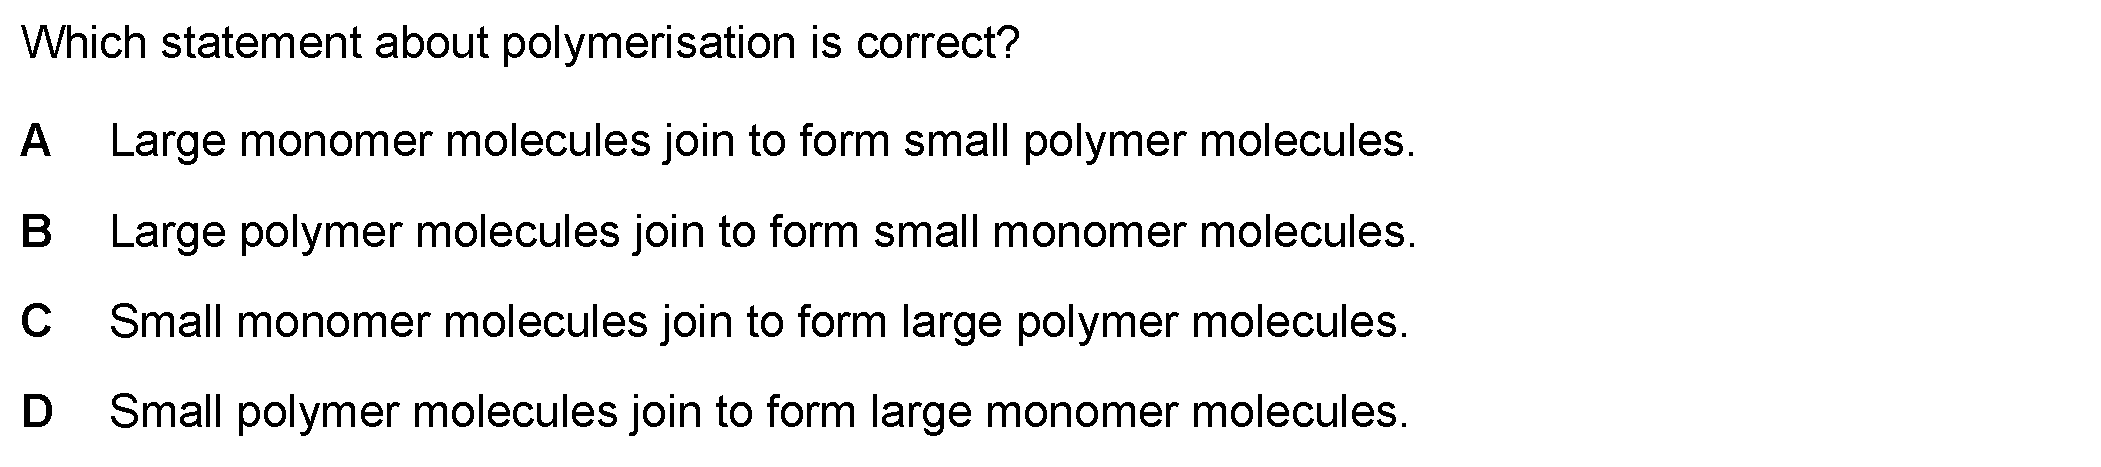 Which statement about polymerisation is correct?
A Large monomer molecules join to form small polymer molecules.
B Large polymer molecules join to form small monomer molecules.
C Small monomer molecules join to form large polymer molecules.
D Small polymer molecules join to form large monomer molecules.